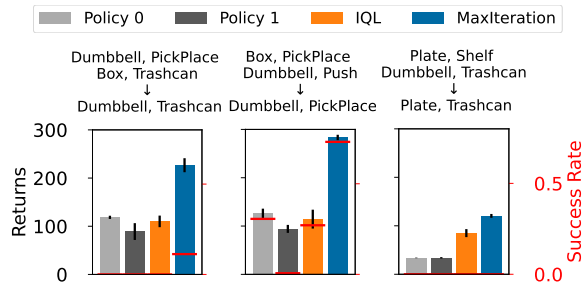 Policy 0 Policy 1 IQL MaxIteration
Dumbbell, PickPlace
Box, Trashcan
↓
Dumbbell, Trashcan
Box, PickPlace
Dumbbell, Push
↓
Dumbbell, PickPlace
Plate, Shelf
Dumbbell, Trashcan
↓
Plate, Trashcan
Returns
300
200
100
0
0.5
0.0
Success Rate